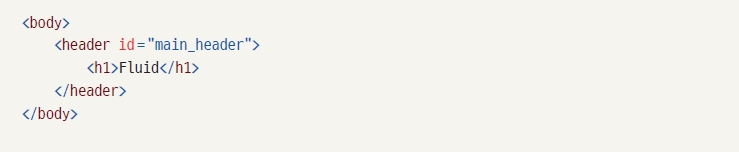 <body>
<header id="main_header">
<h1>Fluid</h1>
</header>
</body>